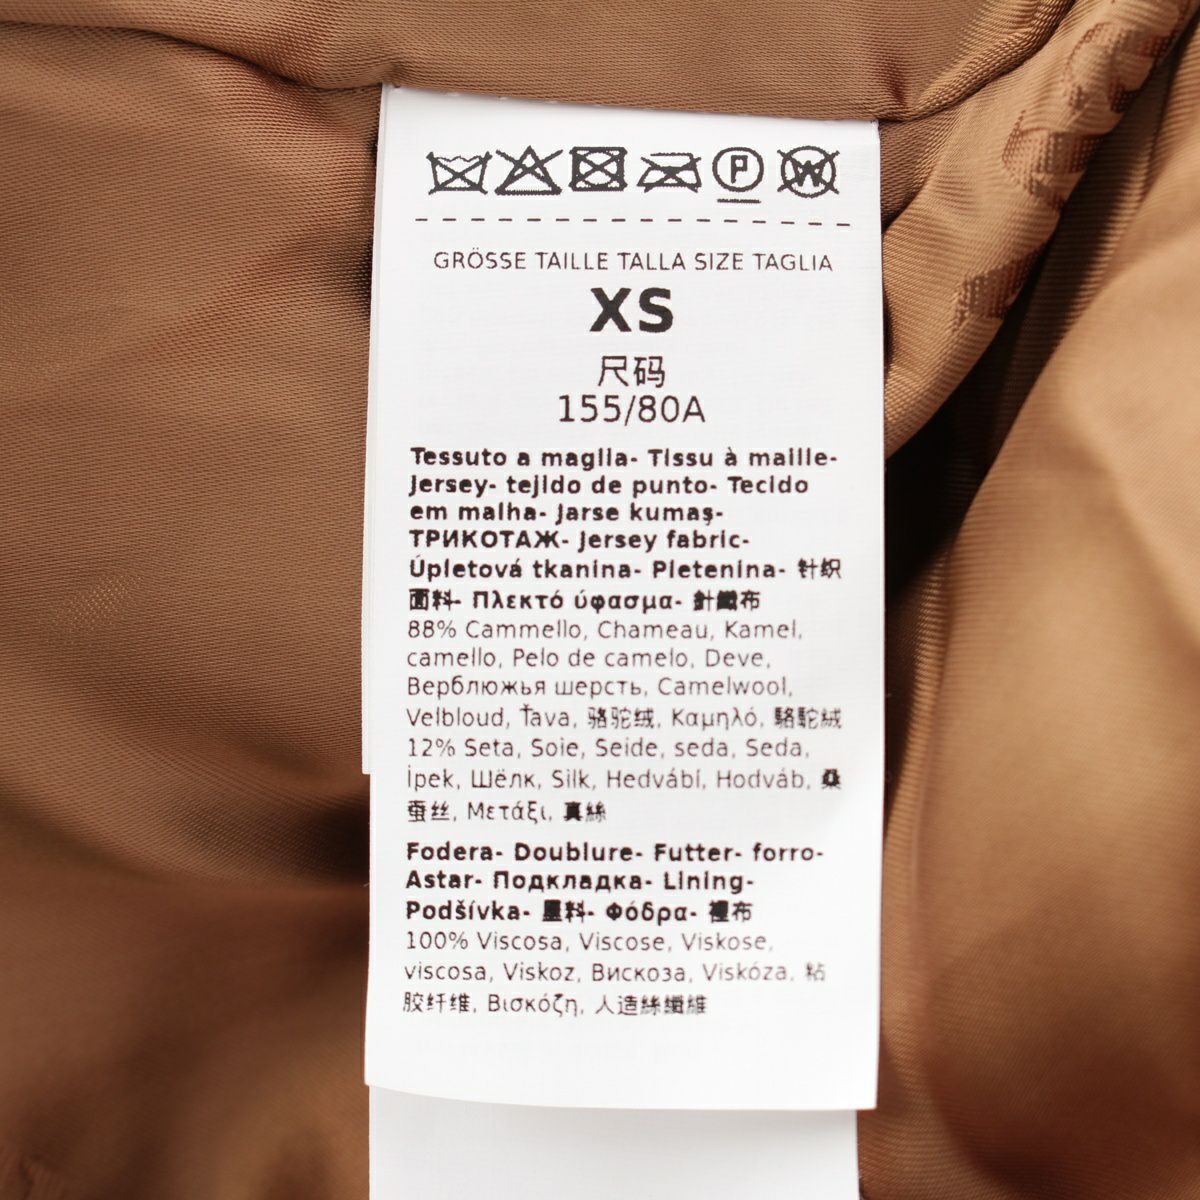 P W
GRÖSSE TAILLE TALLA SIZE TAGLIA
XS
尺码
155/80A
Tessuto a maglia- Tissu à maille-
Jersey- tejido de punto- Tecido
em malha- Jarse kumaş-
ТРИКОТАЖ- Jersey fabric-
Úpletová tkanina- Pletenina- 针织
面料- Πλεκτό ύφασμα- 針織布
88% Cammello, Chameau, Kamel,
camello, Pelo de camelo, Deve,
Верблюжья шерсть, Camelwool,
Velbloud, Ťava, 骆驼绒, Καμηλό, 駱駝絨
12% Seta, Soie, Seide, seda, Seda,
İpek, Шёлк, Silk, Hedvábí, Hodváb, 桑
蚕丝, Μετάξι, 真絲
Fodera- Doublure- Futter- forro-
Astar- Подкладка- Lining-
Podšívka- 里料- Φόδρα- 裡布
100% Viscosa, Viscose, Viskose,
viscosa, Viskoz, Вискоза, Viskóza, 粘
胶纤维, Βισκόζη, 人造絲纖維